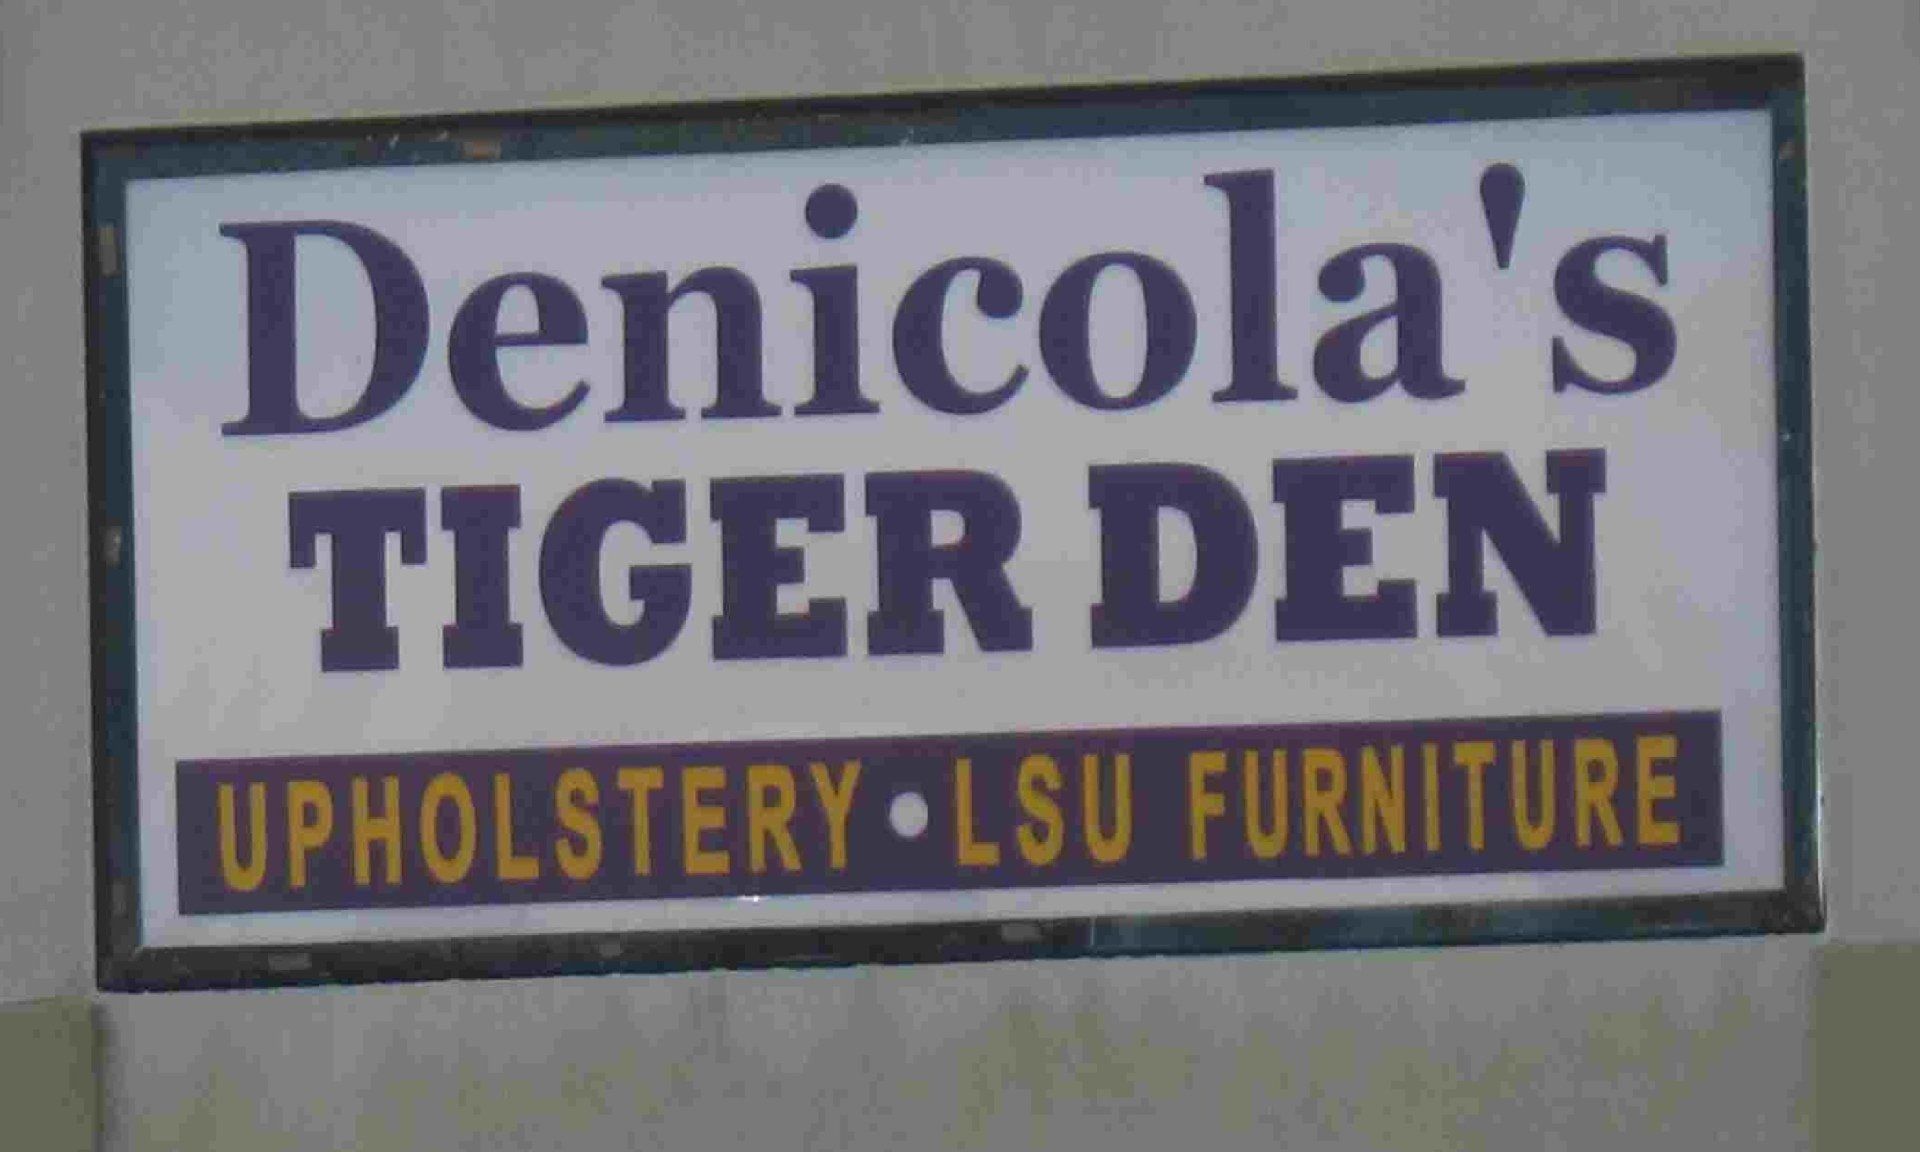 Denicola's
TIGER DEN
UPHOLSTERY • LSU FURNITURE